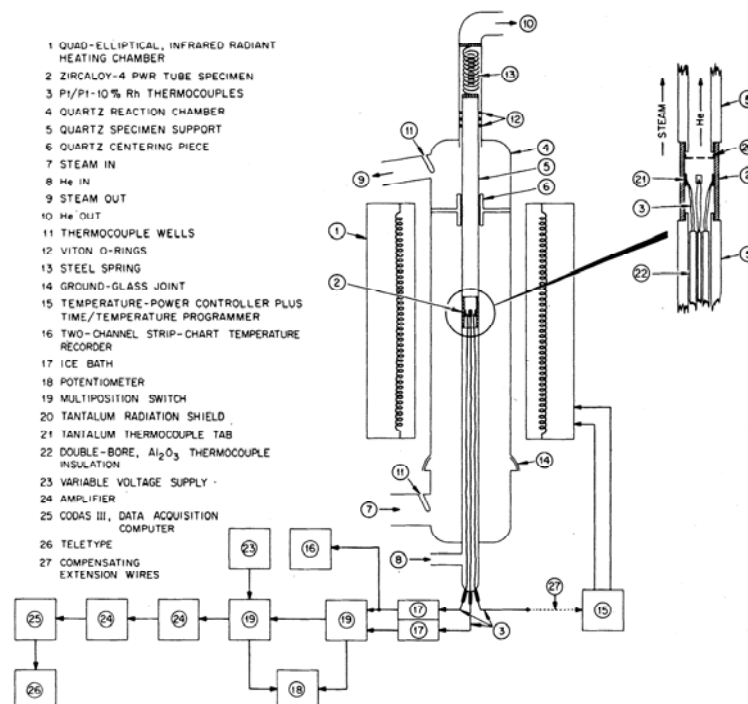 1 QUAD-ELLIPTICAL, INFRARED RADIANT
HEATING CHAMBER
2 ZIRCALOY-4 PWR TUBE SPECIMEN
3 Pt/Pt-10% Rh THERMOCOUPLES
4 QUARTZ REACTION CHAMBER
5 QUARTZ SPECIMEN SUPPORT
6 QUARTZ CENTERING PIECE
7 STEAM IN
8 He IN
9 STEAM OUT
10 He OUT
11 THERMOCOUPLE WELLS
12 VITON O-RINGS
13 STEEL SPRING
14 GROUND-GLASS JOINT
15 TEMPERATURE-POWER CONTROLLER PLUS
TIME/TEMPERATURE PROGRAMMER
16 TWO-CHANNEL STRIP-CHART TEMPERATURE
RECORDER
17 ICE BATH
18 POTENTIOMETER
19 MULTIPOSITION SWITCH
20 TANTALUM RADIATION SHIELD
21 TANTALUM THERMOCOUPLE TAB
22 DOUBLE-BORE, Al₂O₃ THERMOCOUPLE
INSULATION
23 VARIABLE VOLTAGE SUPPLY
24 AMPLIFIER
25 CODAS III, DATA ACQUISITION
COMPUTER
26 TELETYPE
27 COMPENSATING
EXTENSION WIRES
10
13
12
11
4
9
5
6
1
2
14
11
7
8
27
23
16
25
24
24
19
19
17
17
3
15
26
18
STEAM
He
21
3
22